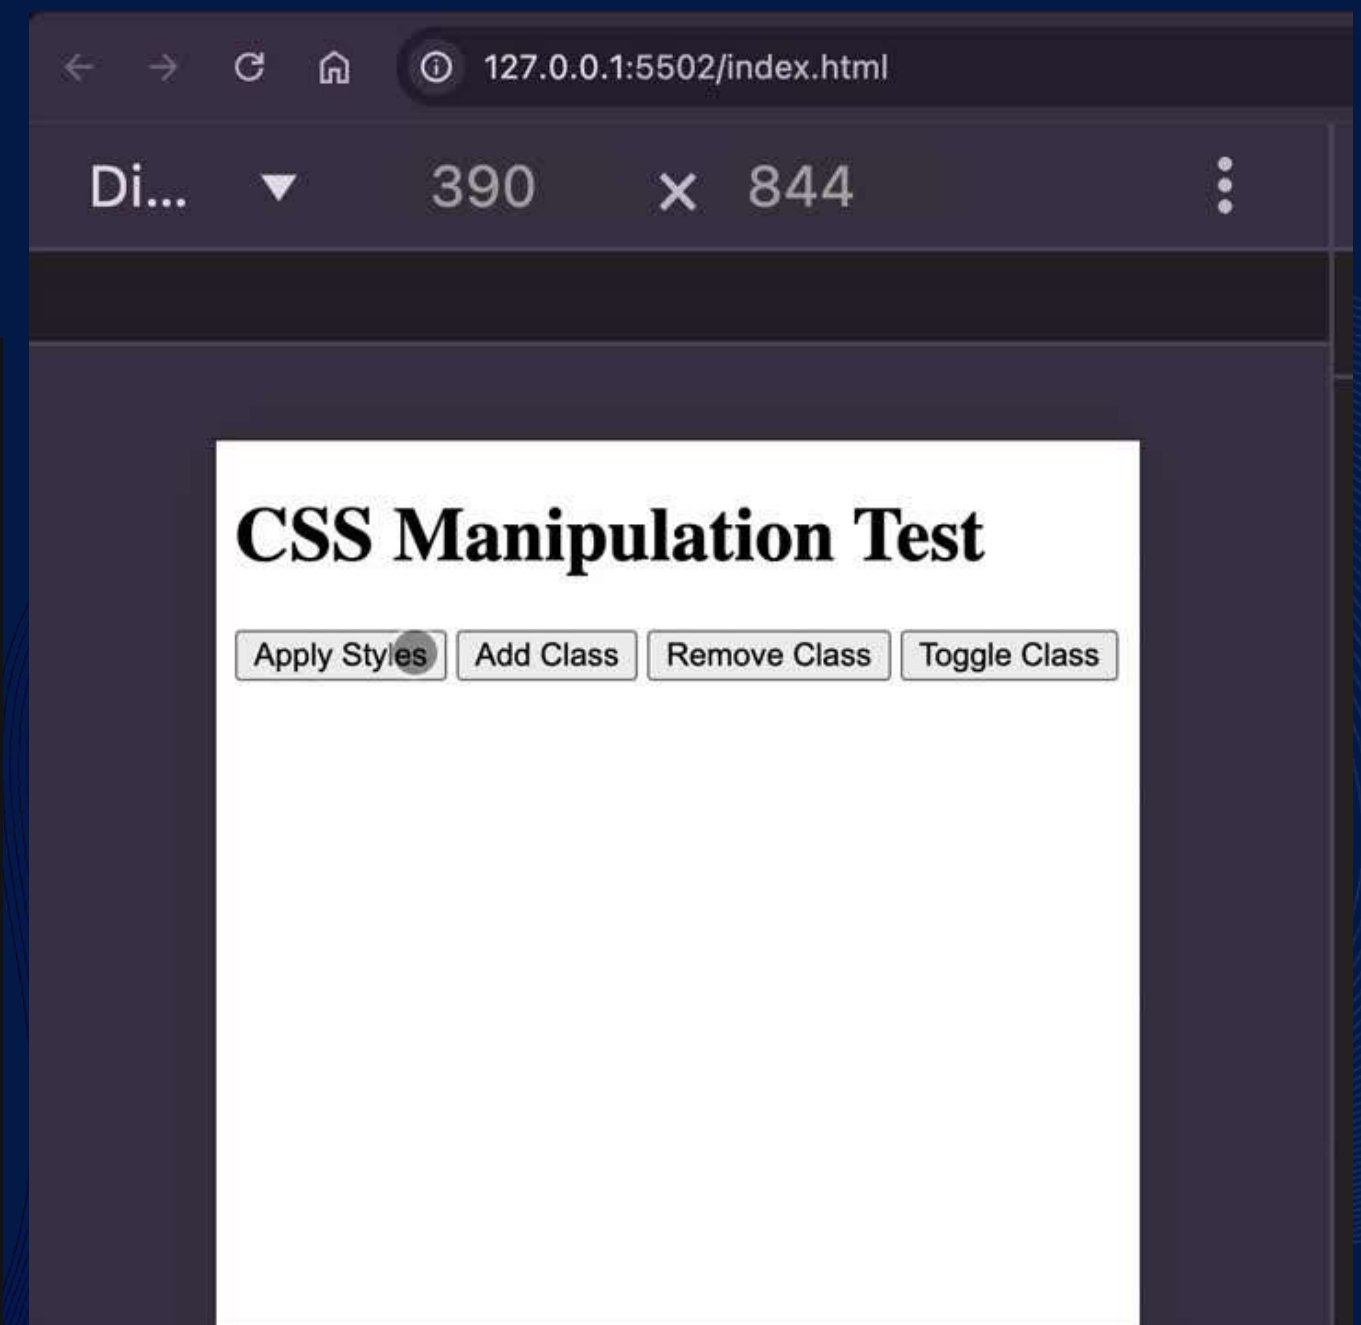 127.0.0.1:5502/index.html
Di... ▼ 390 × 844
CSS Manipulation Test
Apply Styles Add Class Remove Class Toggle Class